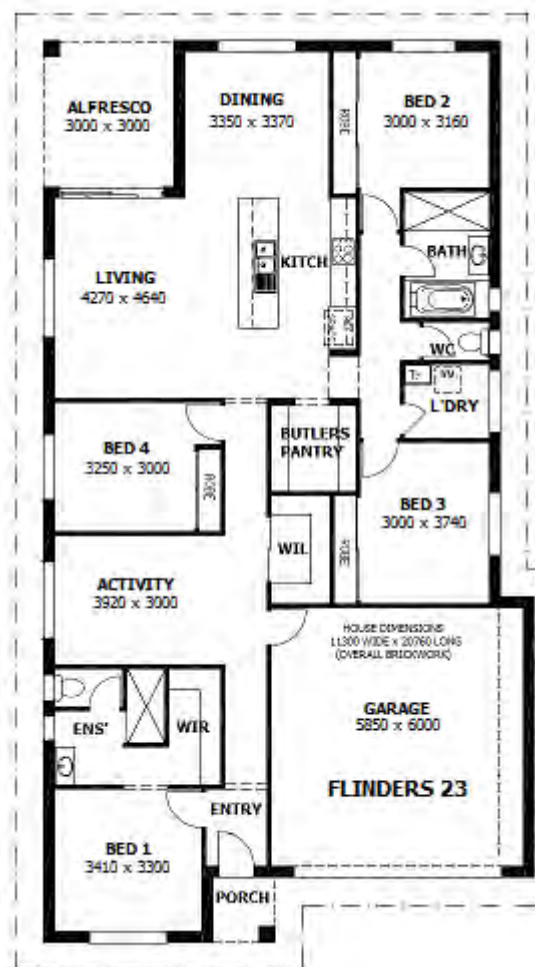 ALFRESCO
3000 x 3000
DINING
3350 x 3370
ROBE
BED 2
3000 x 3160
KITCH
BATH
LIVING
4270 x 4640
WC
L'DRY
BED 4
3250 x 3000
ROBE
BUTLERS
PANTRY
BED 3
3000 x 3740
WIL
ROBE
ACTIVITY
3920 x 3000
HOUSE DIMENSIONS
11300 WIDE x 20760 LONG
(OVERALL BRICKWORK)
GARAGE
5850 x 6000
ENS'
WIR
FLINDERS 23
ENTRY
BED 1
3410 x 3300
PORCH